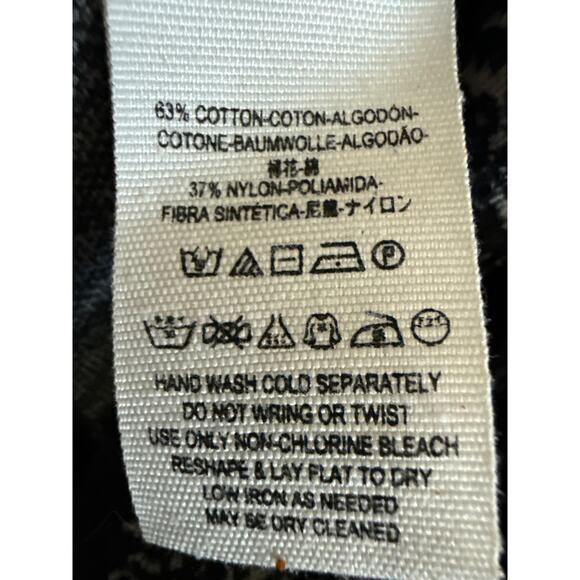 63% COTTON-COTON-ALGODÓN-
COTONE-BAUMWOLLE-ALGODÃO-
棉花-綿
37% NYLON-POLIAMIDA-
FIBRA SINTÉTICA-尼龍-ナイロン
P
HAND WASH COLD SEPARATELY
DO NOT WRING OR TWIST
USE ONLY NON-CHLORINE BLEACH
RESHAPE & LAY FLAT TO DRY
LOW IRON AS NEEDED
MAY BE DRY CLEANED